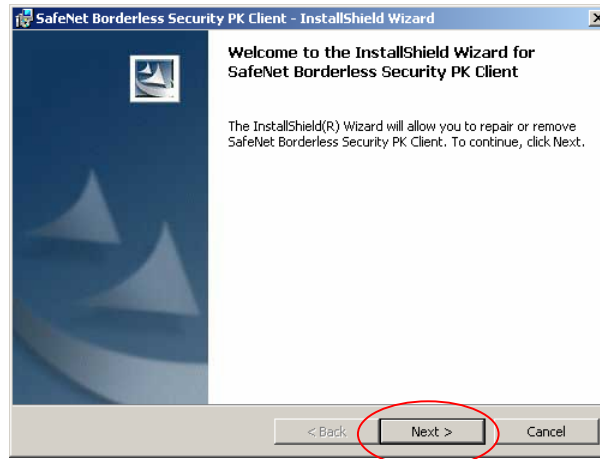 SafeNet Borderless Security PK Client - InstallShield Wizard
Welcome to the InstallShield Wizard for
SafeNet Borderless Security PK Client
The InstallShield(R) Wizard will allow you to repair or remove
SafeNet Borderless Security PK Client. To continue, click Next.
< Back Next > Cancel